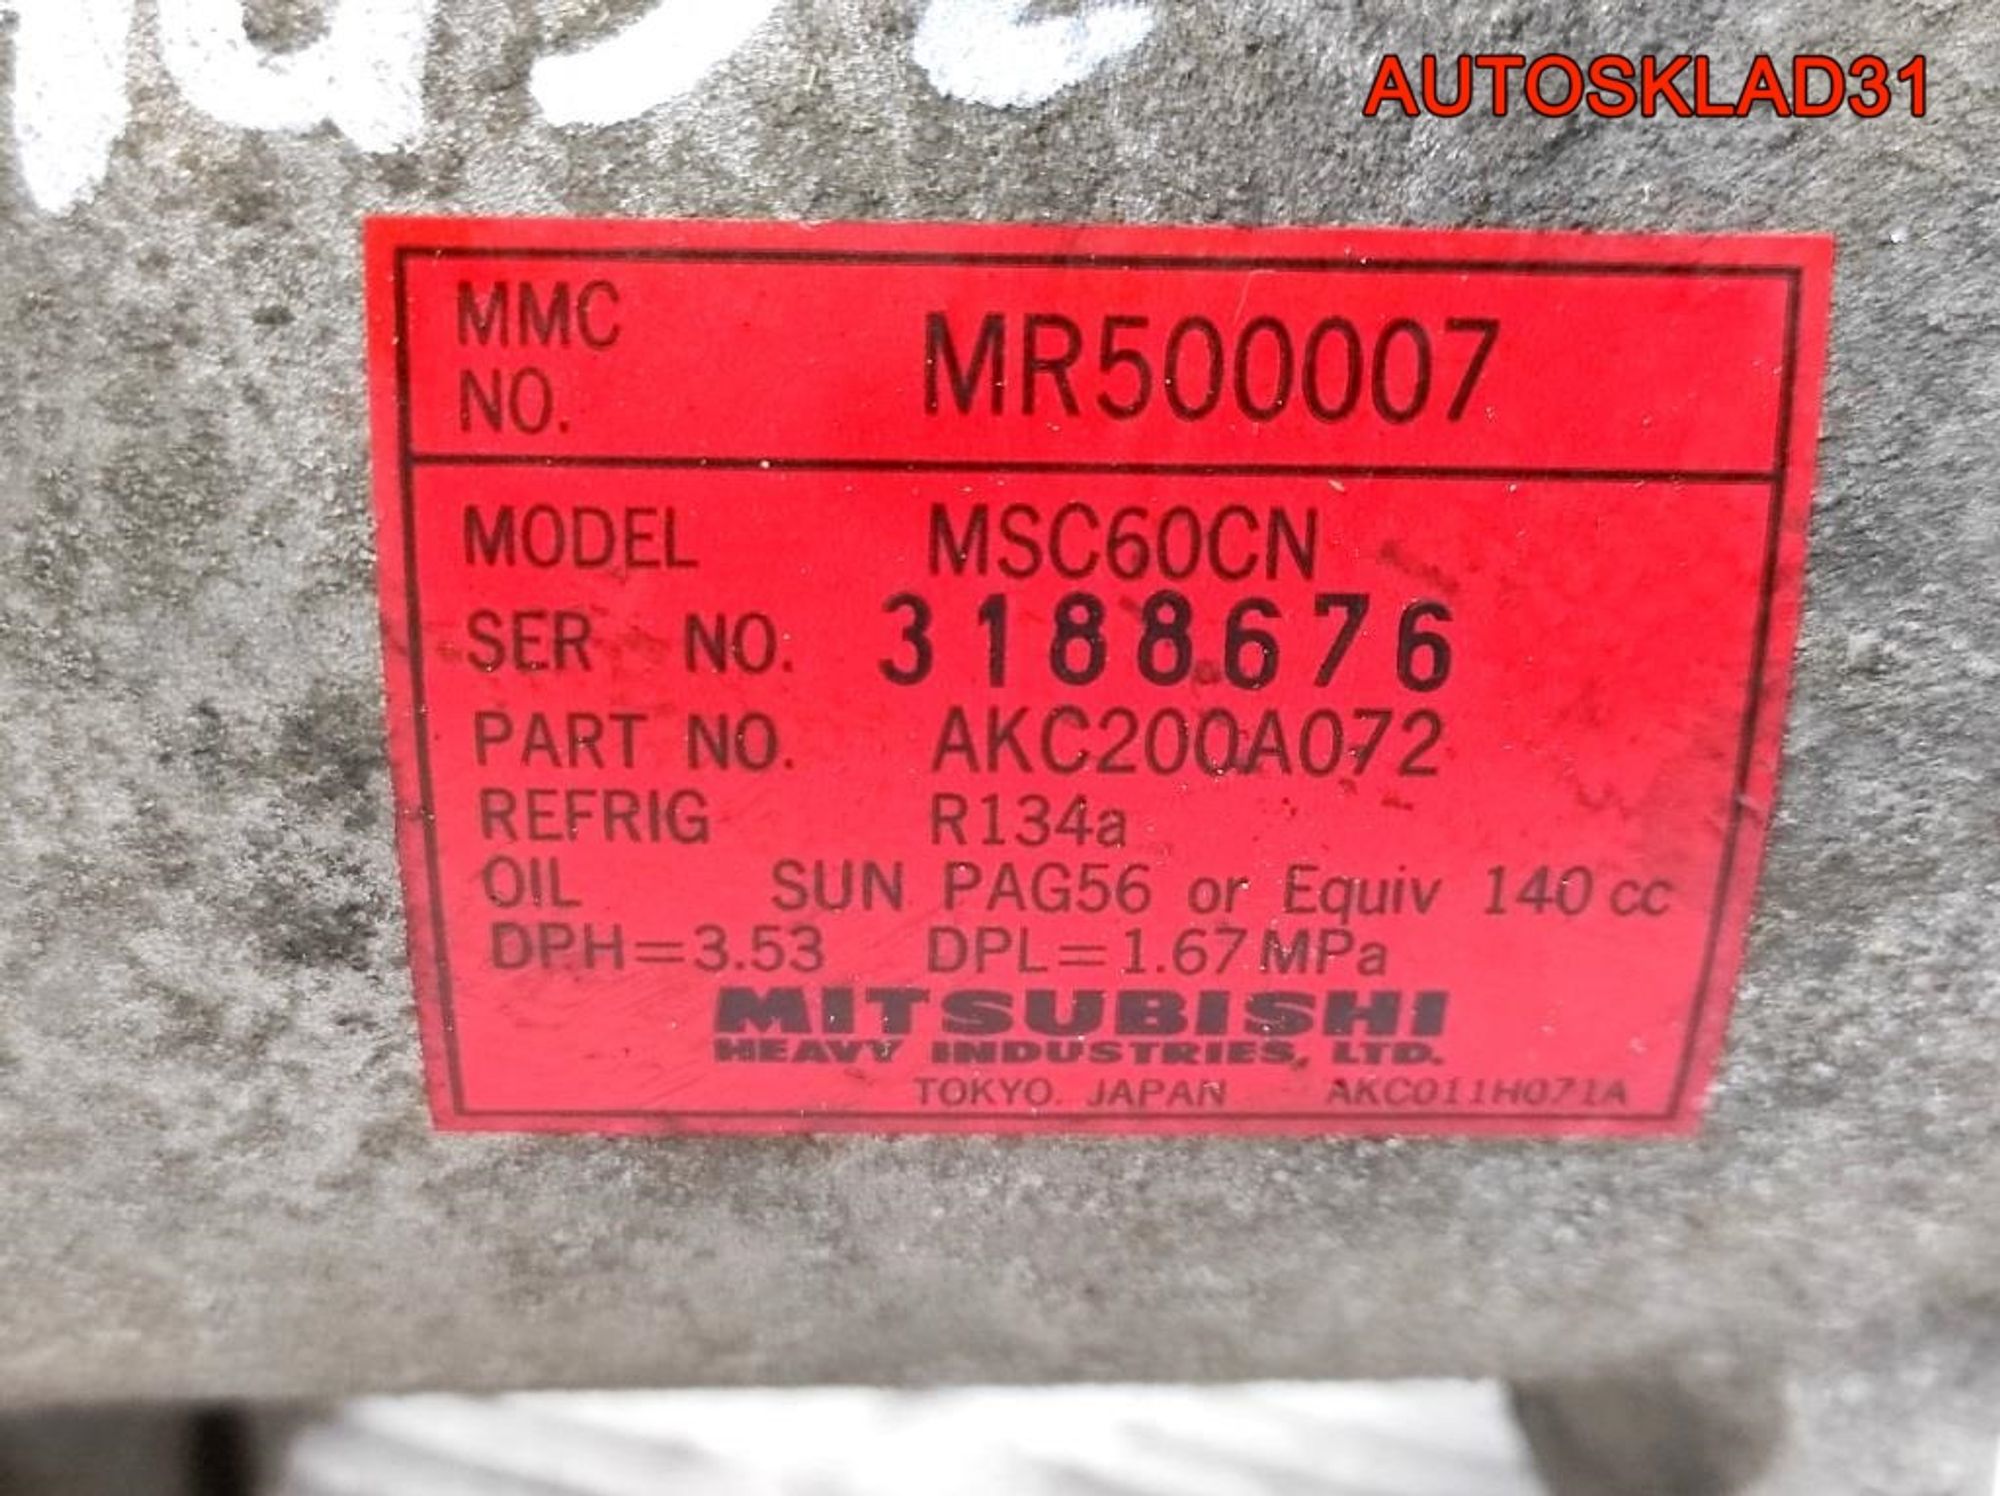 AUTOSKLAD31
MMC NO. MR500007
MODEL MSC60CN
SER NO. 3188676
PART NO. AKC200A072
REFRIG R134a
OIL SUN PAG56 or Equiv 140 cc
DPH=3.53 DPL=1.67 MPa
MITSUBISHI
HEAVY INDUSTRIES, LTD.
TOKYO. JAPAN AKC011H071A